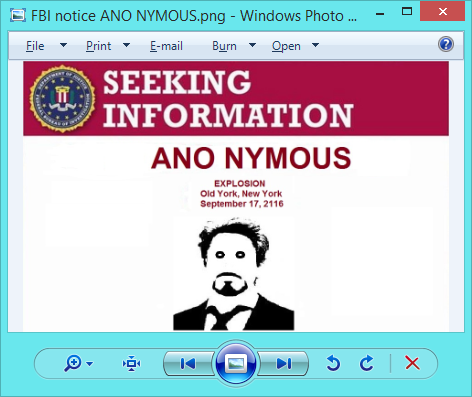 FBI notice ANO NYMOUS.png - Windows Photo ...
File Print E-mail Burn Open
SEEKING
INFORMATION
ANO NYMOUS
EXPLOSION
Old York, New York
September 17, 2116